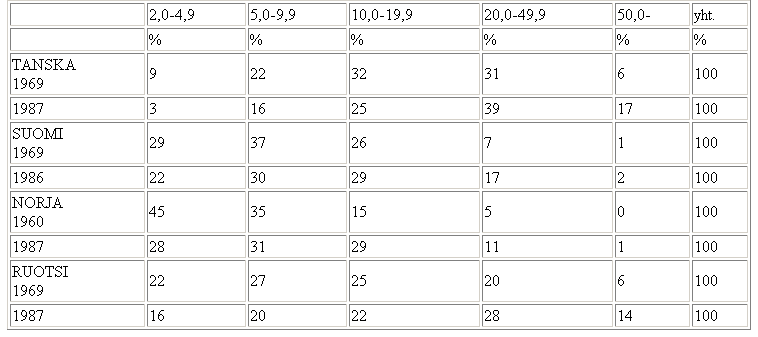 2,0-4,9 5,0-9,9 10,0-19,9 20,0-49,9 50,0- yht.
% % % % % %
TANSKA
1969 9 22 32 31 6 100
1987 3 16 25 39 17 100
SUOMI
1969 29 37 26 7 1 100
1986 22 30 29 17 2 100
NORJA
1960 45 35 15 5 0 100
1987 28 31 29 11 1 100
RUOTSI
1969 22 27 25 20 6 100
1987 16 20 22 28 14 100